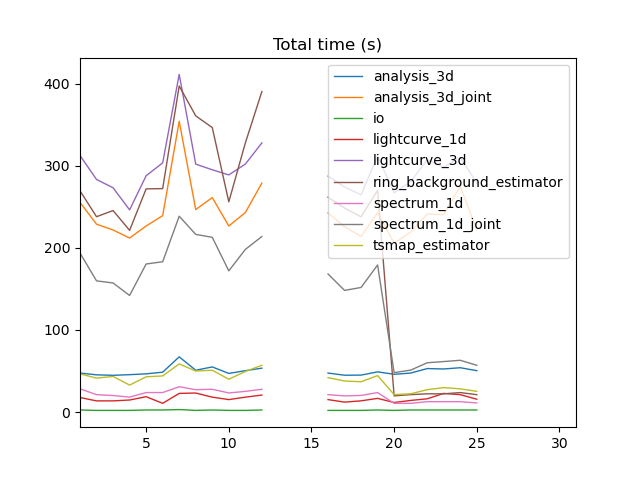 Total time (s)
400
300
200
100
0
5
10
15
20
25
30
analysis_3d
analysis_3d_joint
io
lightcurve_1d
lightcurve_3d
ring_background_estimator
spectrum_1d
spectrum_1d_joint
tsmap_estimator